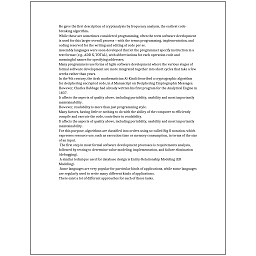 He gave the first description of cryptanalysis by frequency analysis, the earliest code-
breaking algorithm.
While these are sometimes considered programming, often the term software development
is used for this larger overall process – with the terms programming, implementation, and
coding reserved for the writing and editing of code per se.
Assembly languages were soon developed that let the programmer specify instruction in a
text format (e.g., ADD X, TOTAL), with abbreviations for each operation code and
meaningful names for specifying addresses.
Many programmers use forms of Agile software development where the various stages of
formal software development are more integrated together into short cycles that take a few
weeks rather than years.
In the 9th century, the Arab mathematician Al-Kindi described a cryptographic algorithm
for deciphering encrypted code, in A Manuscript on Deciphering Cryptographic Messages.
However, Charles Babbage had already written his first program for the Analytical Engine in
1837.
It affects the aspects of quality above, including portability, usability and most importantly
maintainability.
However, readability is more than just programming style.
Many factors, having little or nothing to do with the ability of the computer to efficiently
compile and execute the code, contribute to readability.
It affects the aspects of quality above, including portability, usability and most importantly
maintainability.
For this purpose, algorithms are classified into orders using so-called Big O notation, which
expresses resource use, such as execution time or memory consumption, in terms of the size
of an input.
The first step in most formal software development processes is requirements analysis,
followed by testing to determine value modeling, implementation, and failure elimination
(debugging).
A similar technique used for database design is Entity-Relationship Modeling (ER
Modeling).
Some languages are very popular for particular kinds of applications, while some languages
are regularly used to write many different kinds of applications.
There exist a lot of different approaches for each of those tasks.